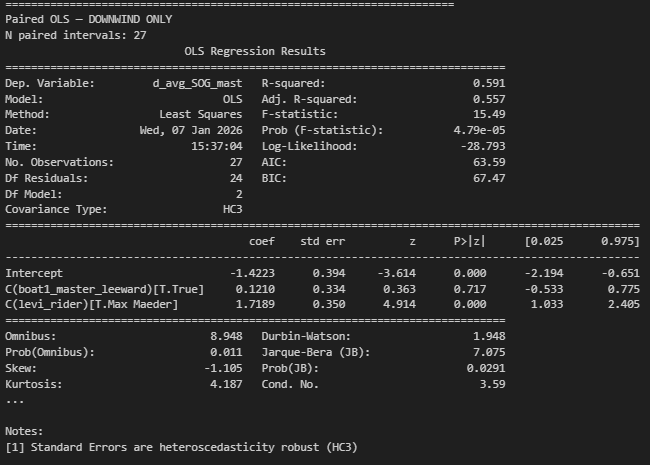 ======================================================================
Paired OLS — DOWNWIND ONLY
N paired intervals: 27
                            OLS Regression Results
==============================================================================
Dep. Variable:         d_avg_SOG_mast   R-squared:                       0.591
Model:                            OLS   Adj. R-squared:                  0.557
Method:                 Least Squares   F-statistic:                     15.49
Date:                Wed, 07 Jan 2026   Prob (F-statistic):           4.79e-05
Time:                        15:37:04   Log-Likelihood:                -28.793
No. Observations:                  27   AIC:                             63.59
Df Residuals:                      24   BIC:                             67.47
Df Model:                           2
Covariance Type:                  HC3
===================================================================================================
                                      coef    std err          z      P>|z|      [0.025      0.975]
---------------------------------------------------------------------------------------------------
Intercept                          -1.4223      0.394     -3.614      0.000      -2.194      -0.651
C(boat1_master_leeward)[T.True]     0.1210      0.334      0.363      0.717      -0.533       0.775
C(levi_rider)[T.Max Maeder]         1.7189      0.350      4.914      0.000       1.033       2.405
==============================================================================
Omnibus:                        8.948   Durbin-Watson:                   1.948
Prob(Omnibus):                  0.011   Jarque-Bera (JB):                7.075
Skew:                          -1.105   Prob(JB):                       0.0291
Kurtosis:                       4.187   Cond. No.                         3.59
...

Notes:
[1] Standard Errors are heteroscedasticity robust (HC3)